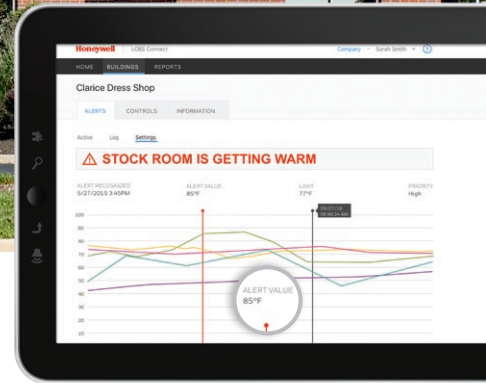 Honeywell | LCBS Connect Company - Sarah Smith
HOME BUILDINGS REPORTS
Clarice Dress Shop
ALERTS CONTROLS INFORMATION
Active Log Settings
STOCK ROOM IS GETTING WARM
ALERT RECOGNIZED ALERT VALUE LIMIT PRIORITY
5/27/2015 3:45PM 85°F 77°F High
100
90
80
70
60
50
40
30
20
10
ALERT VALUE
85°F